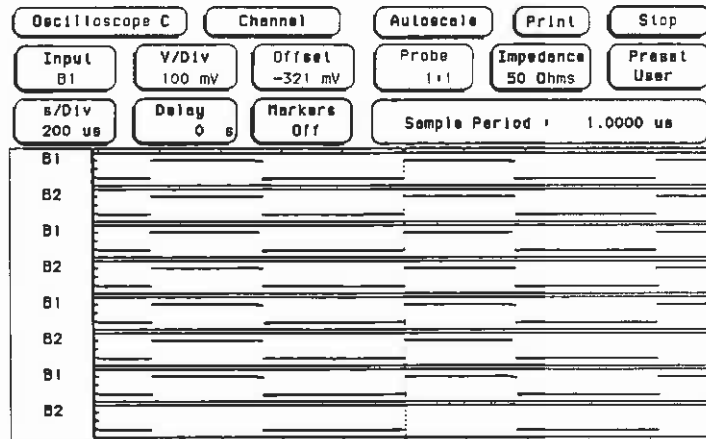 Oscilloscope C Channel Autoscale Print Stop
Input V/Div Offset Probe Impedance Preset
B1 100 mV -321 mV 1:1 50 Ohms User
s/Div Delay Markers Sample Period : 1.0000 us
200 us 0 s Off
B1
B2
B1
B2
B1
B2
B1
B2